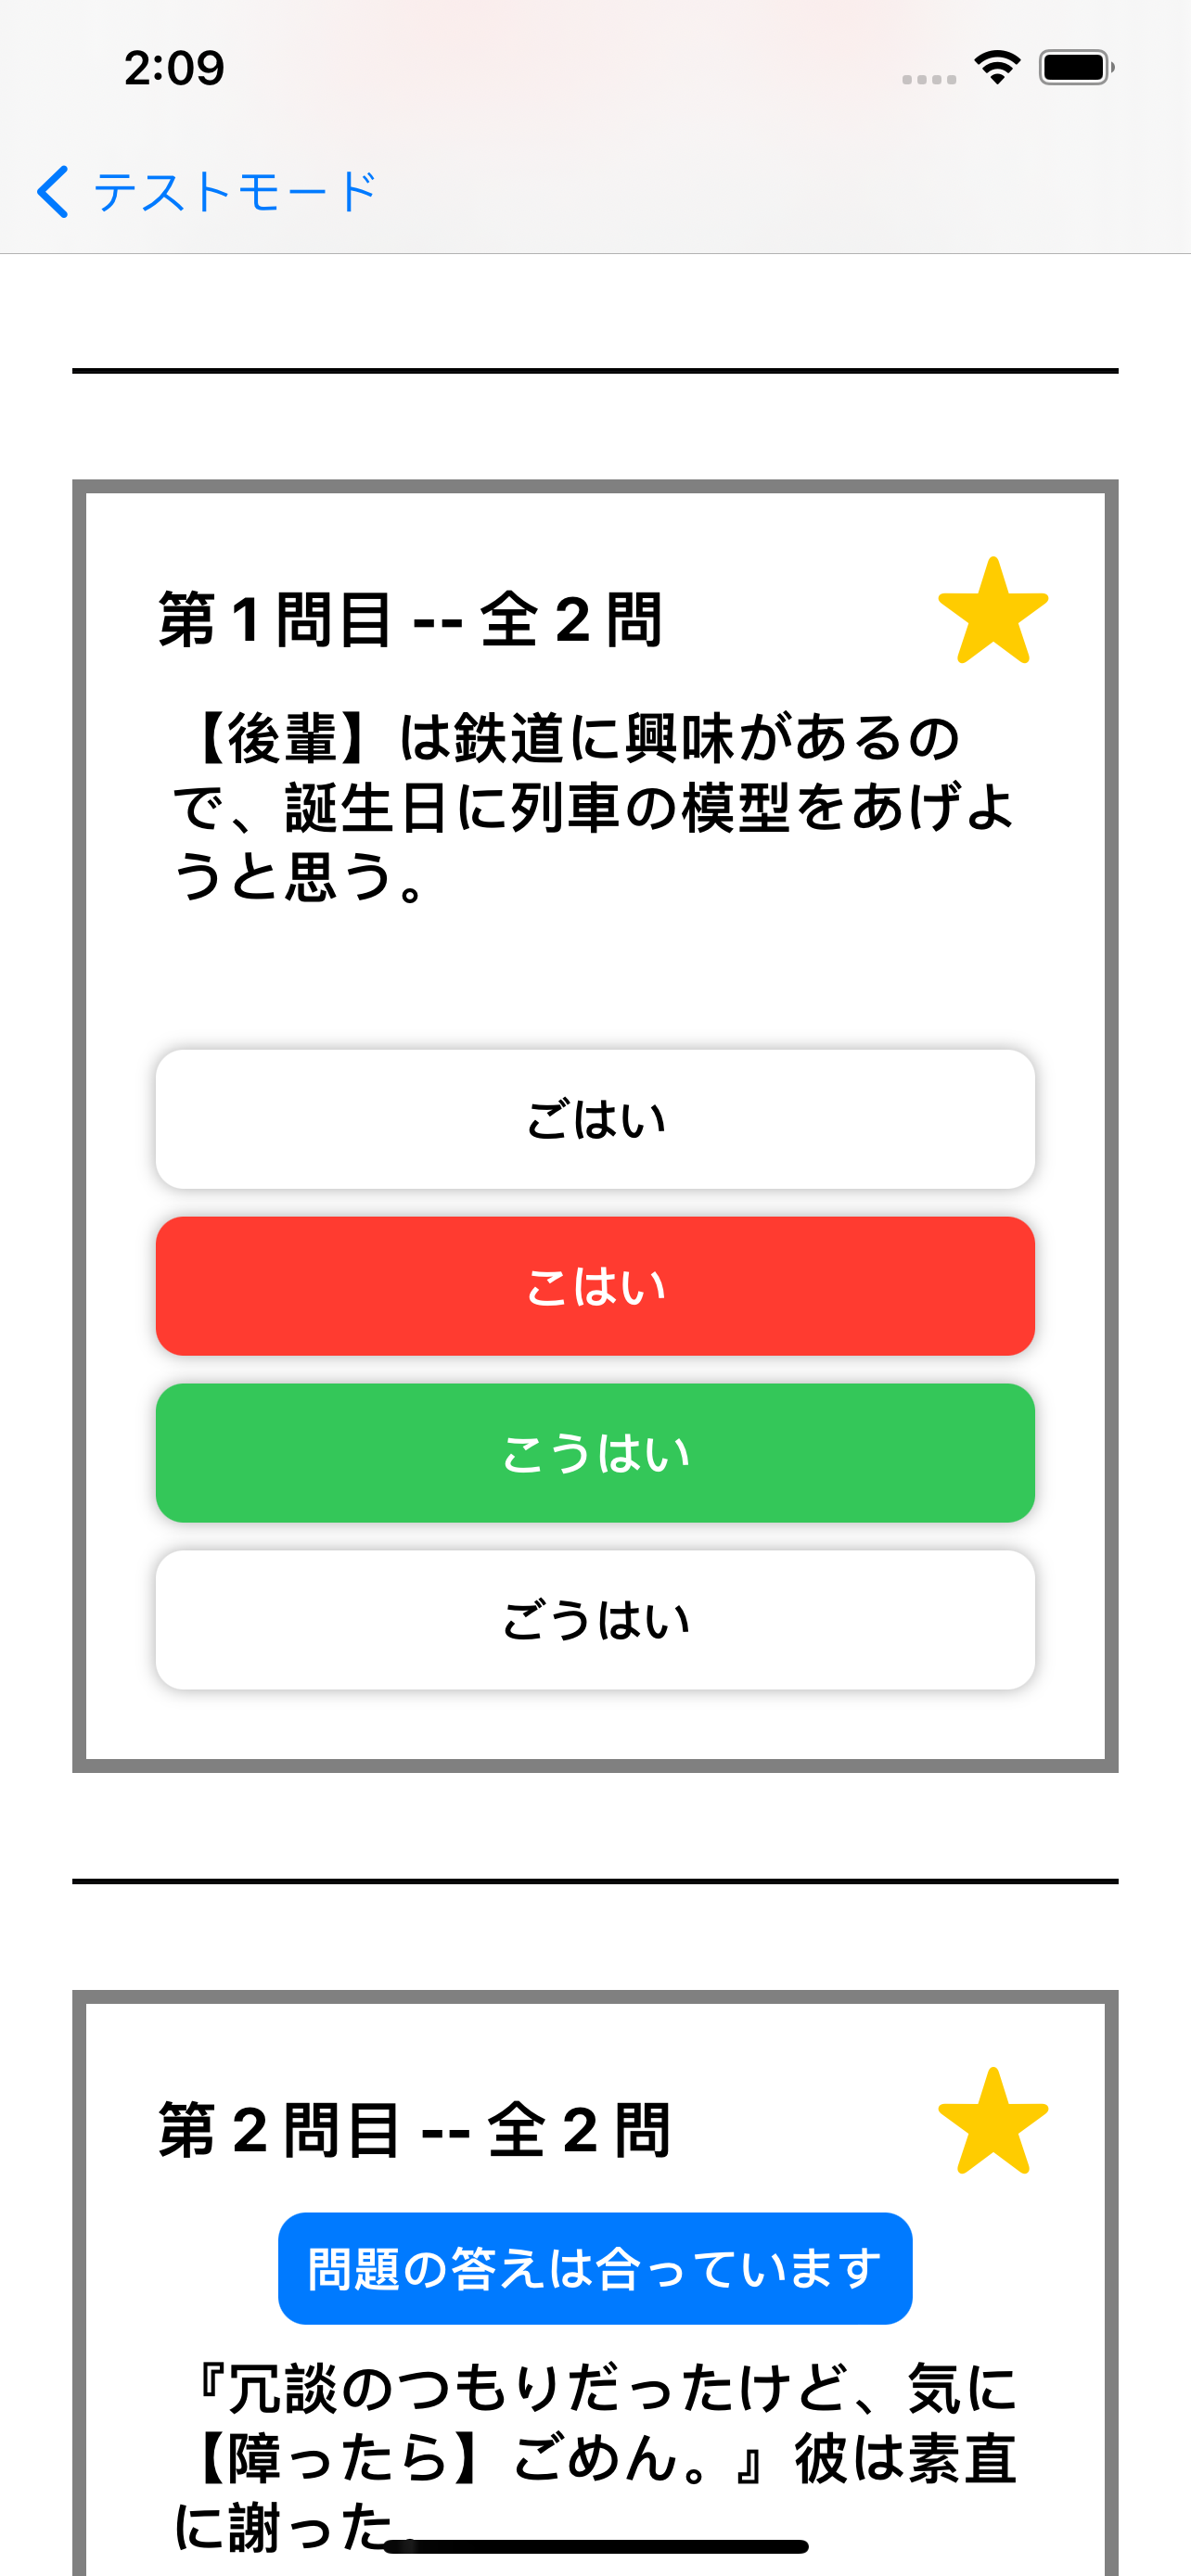 2:09
テストモード
第1問目 -- 全2問
【後輩】は鉄道に興味があるの
で、誕生日に列車の模型をあげよ
うと思う。
ごはい
こはい
こうはい
ごうはい
第2問目 -- 全2問
問題の答えは合っています
『冗談のつもりだったけど、気に
【障ったら】ごめん。』彼は素直
に謝った。